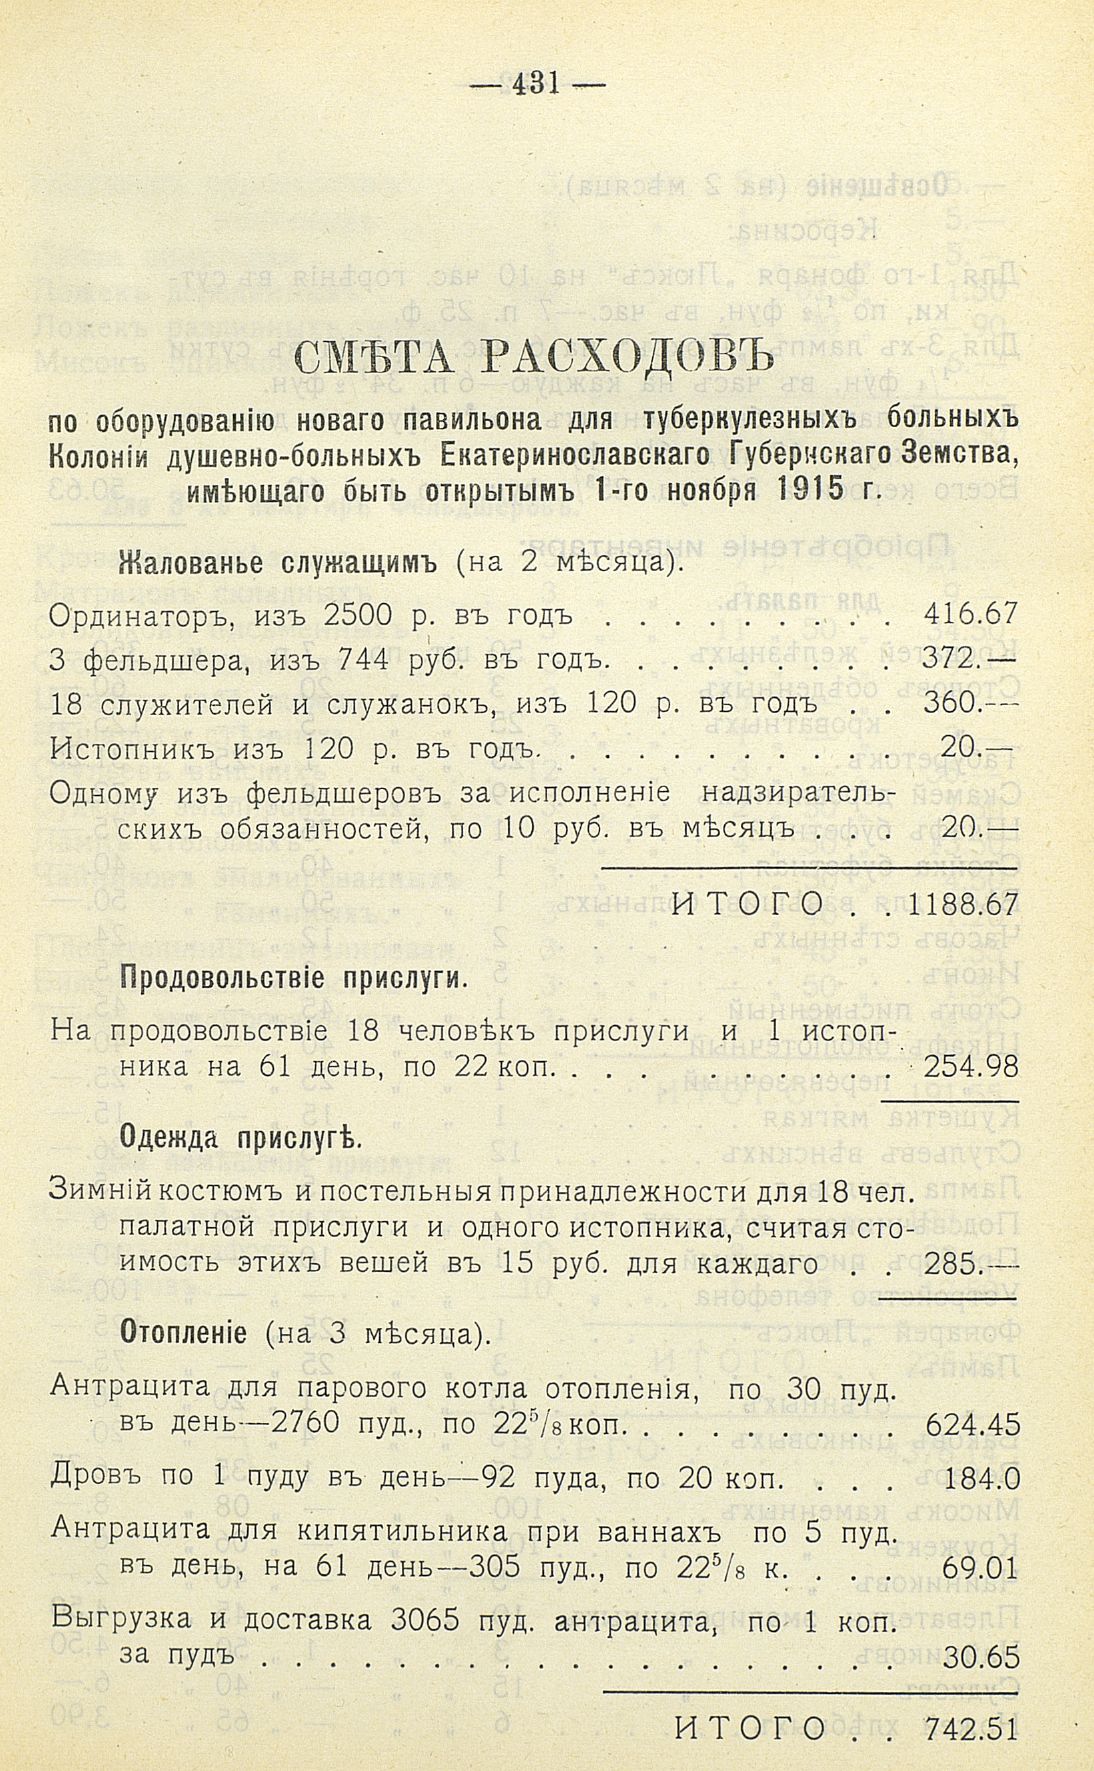 — 431 —
СМѢТА РАСХОДОВЪ
по оборудованію новаго павильона для туберкулезныхъ больныхъ
Колоніи душевно-больныхъ Екатеринославскаго Губернскаго Земства,
имѣющаго быть открытымъ 1-го ноября 1915 г.
Жалованье служащимъ (на 2 мѣсяца).
Ординаторъ, изъ 2500 р. въ годъ . . . . . . . . . 416.67
3 фельдшера, изъ 744 руб. въ годъ. . . . . . . . . 372.—
18 служителей и служанокъ, изъ 120 р. въ годъ . . 360.—
Истопникъ изъ 120 р. въ годъ. . . . . . . . . . . 20.—
Одному изъ фельдшеровъ за исполненіе надзиратель-
скихъ обязанностей, по 10 руб. въ мѣсяцъ . . . 20.—
ИТОГО . . 1188.67
Продовольствіе прислуги.
На продовольствіе 18 человѣкъ прислуги и 1 истоп-
ника на 61 день, по 22 коп. . . . . . . . . . . 254.98
Одежда прислугѣ.
Зимній костюмъ и постельныя принадлежности для 18 чел.
палатной прислуги и одного истопника, считая сто-
имость этихъ вешей въ 15 руб. для каждаго . . 285.—
Отопленіе (на 3 мѣсяца).
Антрацита для парового котла отопленія, по 30 пуд.
въ день—2760 пуд., по 22⁵/₈ коп. . . . . . . . . . 624.45
Дровъ по 1 пуду въ день—92 пуда, по 20 коп. . . . . 184.0
Антрацита для кипятильника при ваннахъ по 5 пуд.
въ день, на 61 день—305 пуд., по 22⁵/₈ к. . . . . 69.01
Выгрузка и доставка 3065 пуд. антрацита, по 1 коп.
за пудъ . . . . . . . . . . . . . . . . . . . . 30.65
ИТОГО . . 742.51